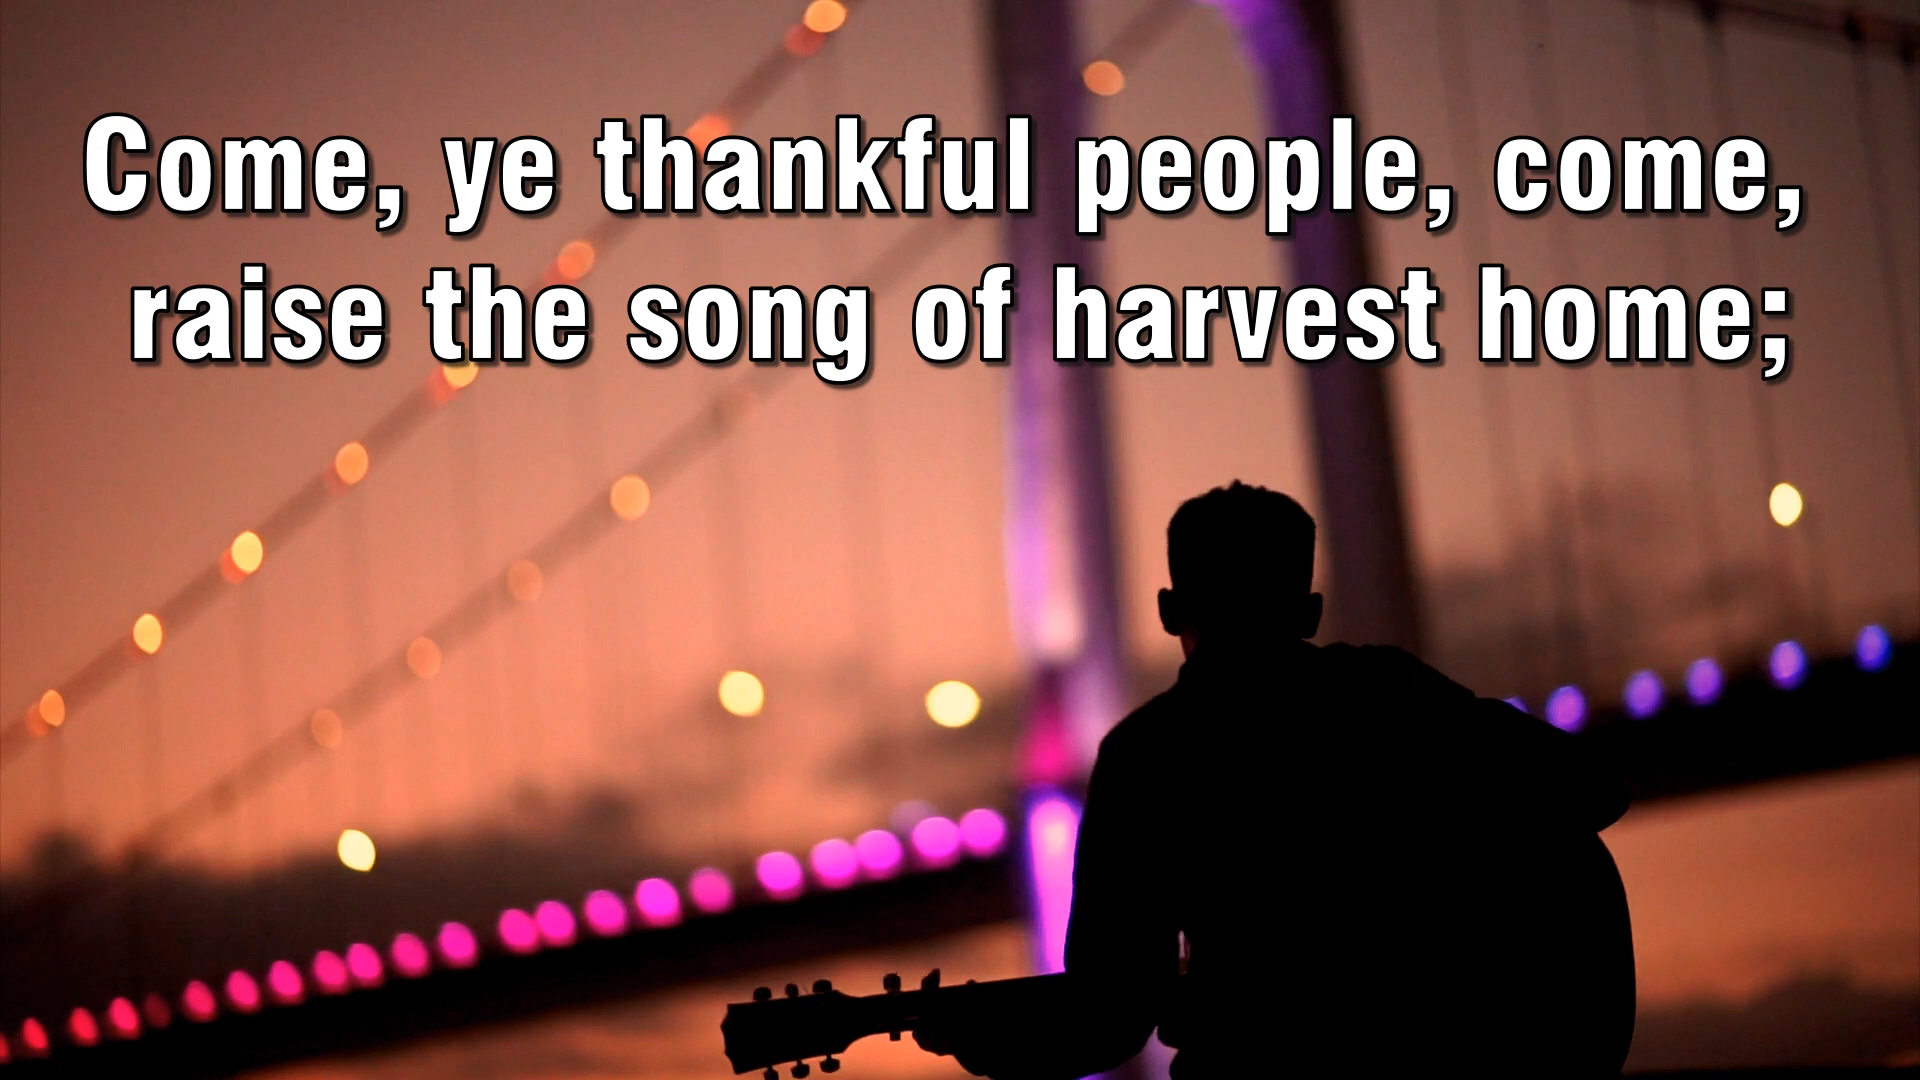 Come, ye thankful people, come,
raise the song of harvest home;